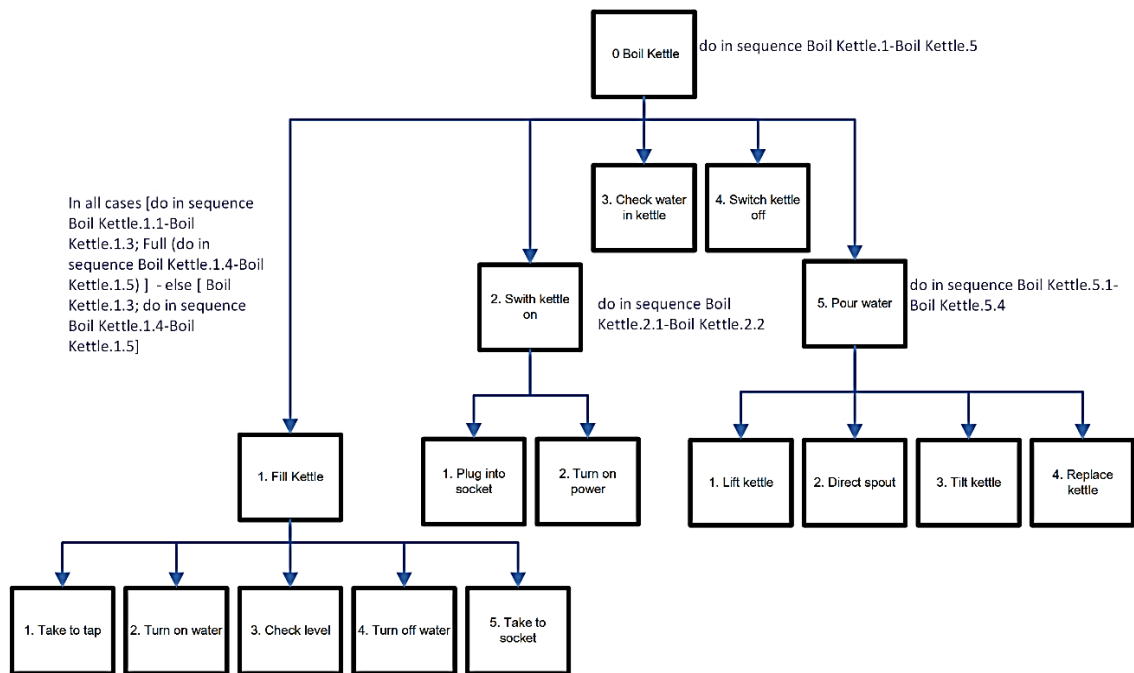 0 Boil Kettle
do in sequence Boil Kettle.1-Boil Kettle.5
In all cases [do in sequence
Boil Kettle.1.1-Boil
Kettle.1.3; Full (do in
sequence Boil Kettle.1.4-Boil
Kettle.1.5) ]  - else [ Boil
Kettle.1.3; do in sequence
Boil Kettle.1.4-Boil
Kettle.1.5]
3. Check water
in kettle
4. Switch kettle
off
2. Swith kettle
on
do in sequence Boil
Kettle.2.1-Boil Kettle.2.2
5. Pour water
do in sequence Boil Kettle.5.1-
Boil Kettle.5.4
1. Fill Kettle
1. Plug into
socket
2. Turn on
power
1. Lift kettle
2. Direct spout
3. Tilt kettle
4. Replace
kettle
1. Take to tap
2. Turn on water
3. Check level
4. Turn off water
5. Take to
socket